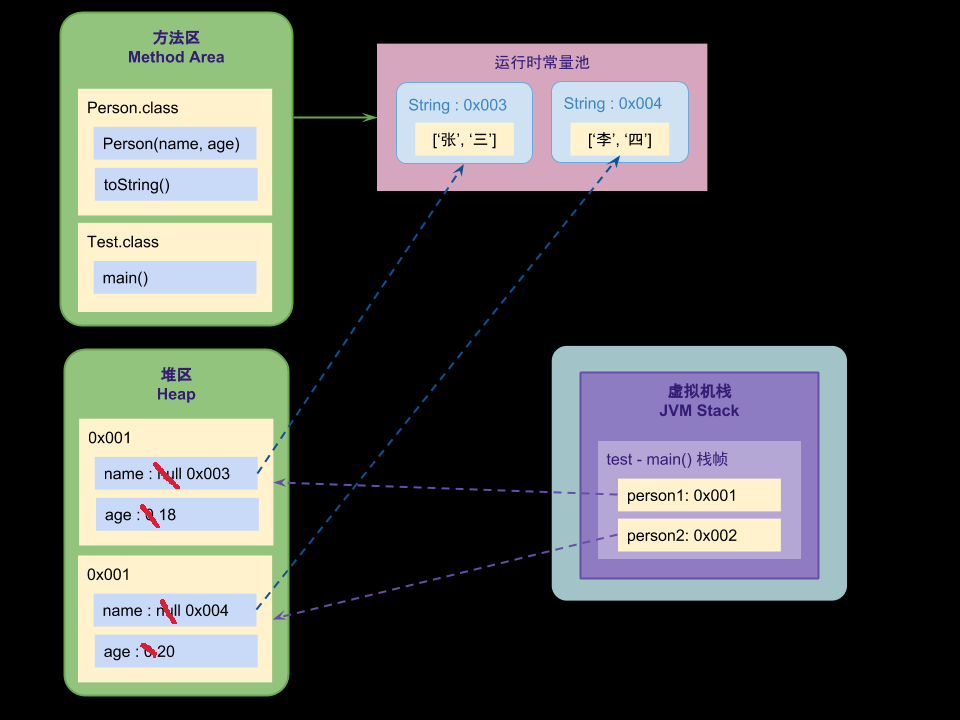 方法区
Method Area
Person.class
Person(name, age)
toString()
Test.class
main()
运行时常量池
String : 0x003
['张', '三']
String : 0x004
['李', '四']
堆区
Heap
0x001
name : null 0x003
age : 0 18
0x001
name : null 0x004
age : 0 20
虚拟机栈
JVM Stack
test - main() 栈帧
person1: 0x001
person2: 0x002